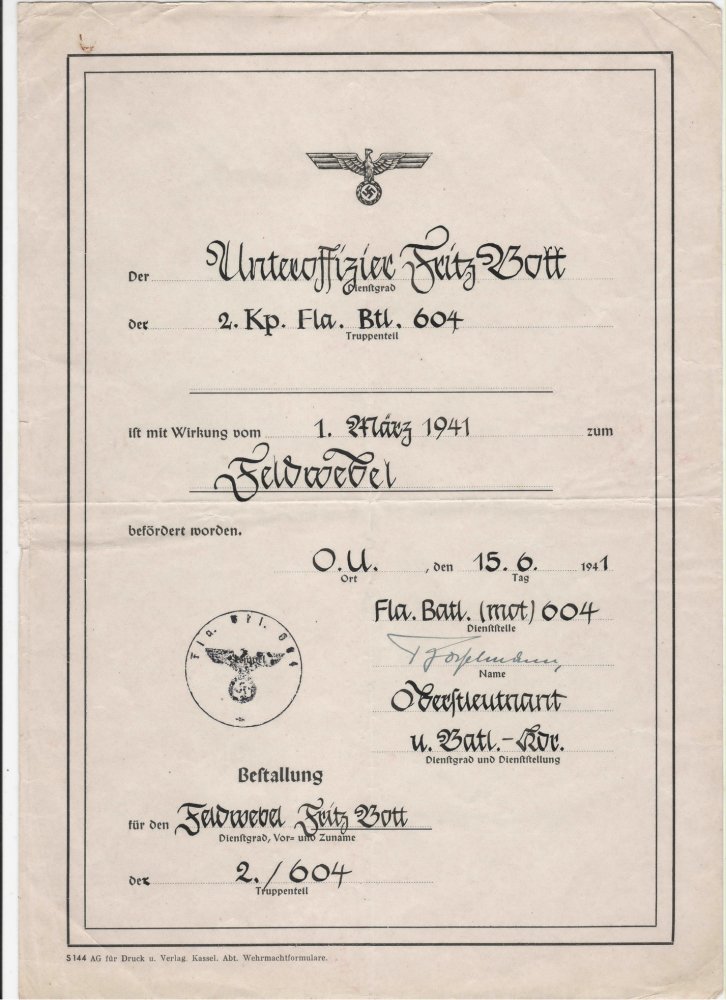 Der Unteroffizier Fritz Bott
Dienstgrad
der 2. Kp. Fla. Btl. 604
Truppenteil
ist mit Wirkung vom 1. März 1941 zum
Feldwebel
befördert worden.
O.U., den 15. 6. 1941
Ort Tag
Fla. Batl. (mot) 604
Dienststelle
Name
Oberstleutnant
u. Batl.-Kdr.
Dienstgrad und Dienststellung
Fla. Btl. 604
Bestallung
für den Feldwebel Fritz Bott
Dienstgrad, Vor- und Zuname
der 2./604
Truppenteil
S 144 AG für Druck u. Verlag. Kassel. Abt. Wehrmachtformulare.